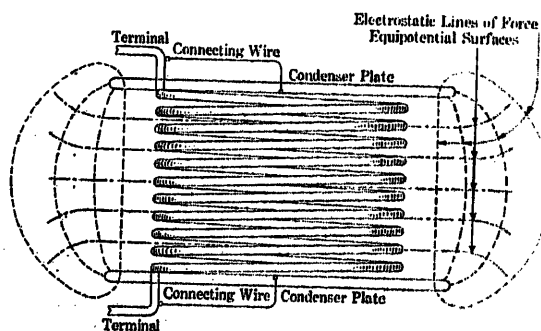 Electrostatic Lines of Force
Equipotential Surfaces
Terminal
Connecting Wire
Condenser Plate
Connecting Wire Condenser Plate
Terminal